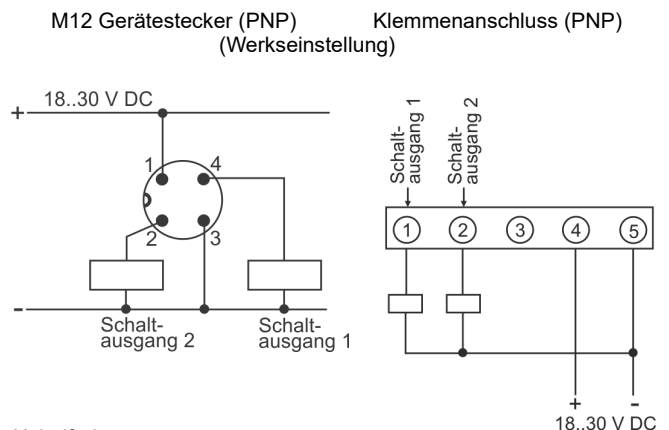 M12 Gerätestecker (PNP)
Klemmenanschluss (PNP)
(Werkseinstellung)
+
18..30 V DC
1
4
2
3
-
Schalt-
ausgang 2
Schalt-
ausgang 1
Schalt-
ausgang 1
Schalt-
ausgang 2
1
2
3
4
5
+
-
18..30 V DC